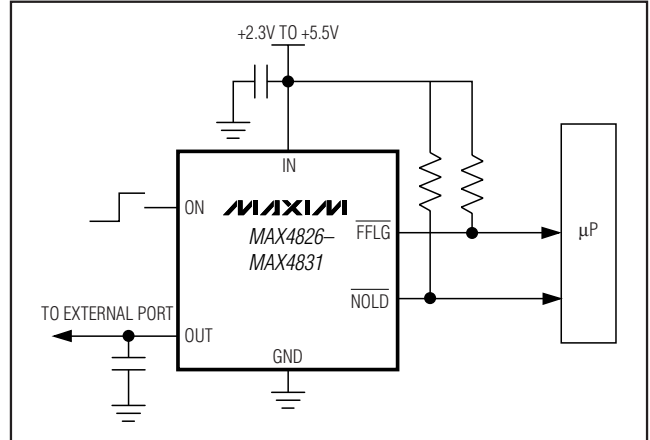 +2.3V TO +5.5V
IN
ON
MAXIM
MAX4826–
MAX4831
FFLG
μP
NOLD
TO EXTERNAL PORT
OUT
GND